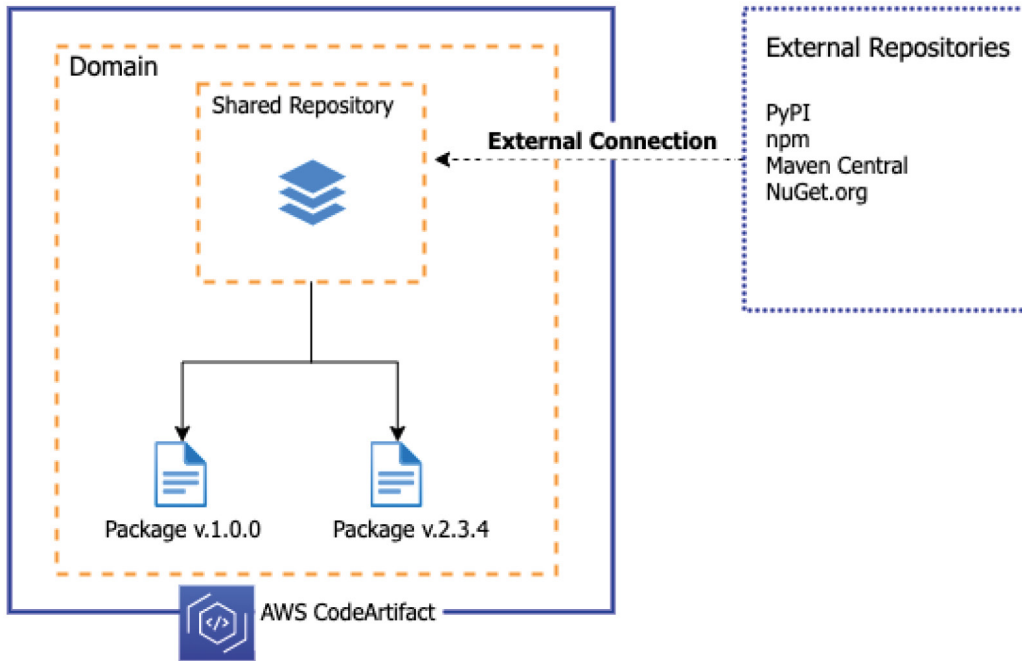 Domain
Shared Repository
External Connection
External Repositories
PyPI
npm
Maven Central
NuGet.org
Package v.1.0.0
Package v.2.3.4
</>
AWS CodeArtifact